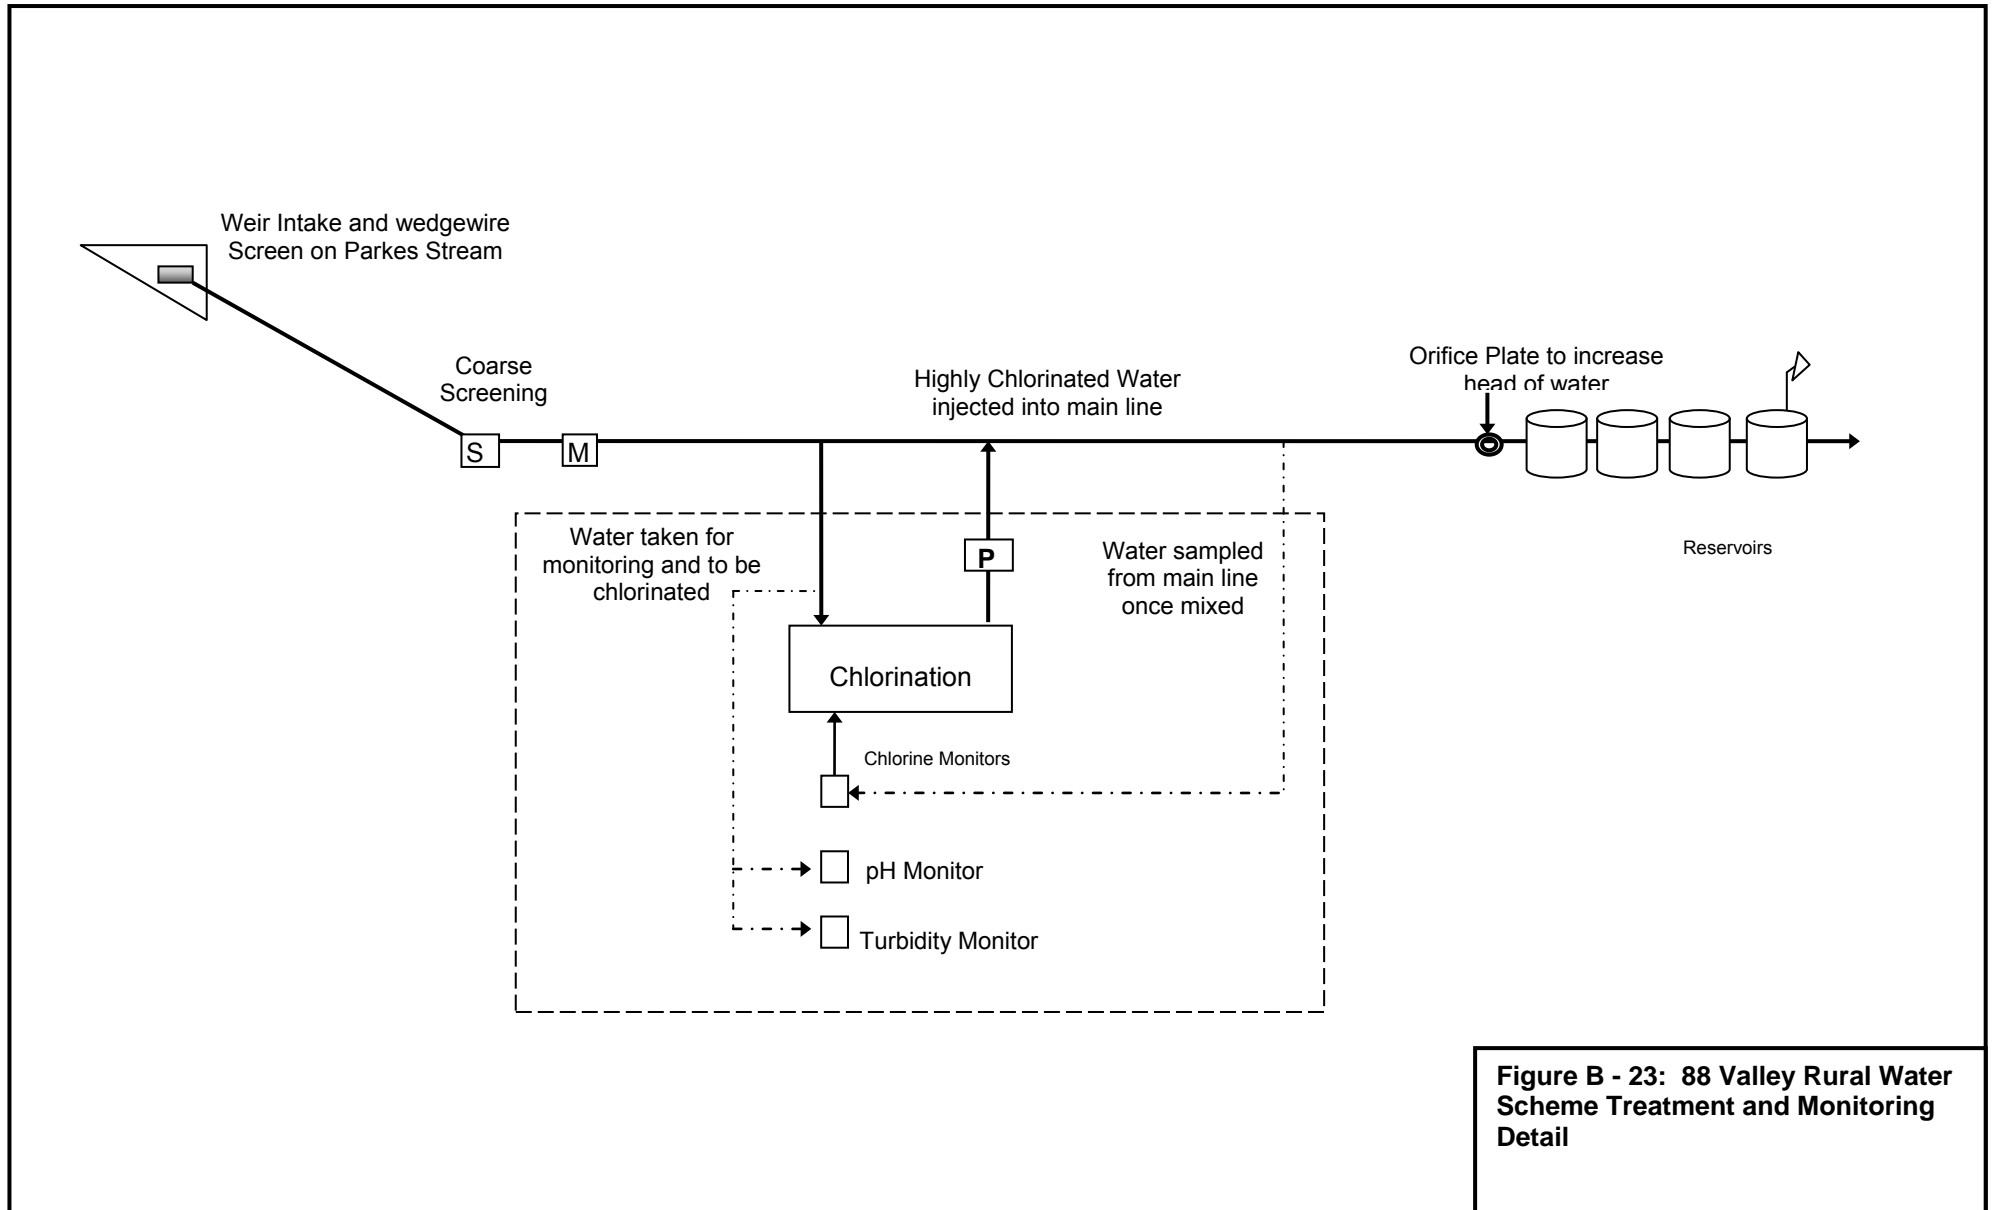 Weir Intake and wedgewire
Screen on Parkes Stream
Coarse
Screening
S
M
Highly Chlorinated Water
injected into main line
Orifice Plate to increase
head of water
Reservoirs
Water taken for
monitoring and to be
chlorinated
P
Water sampled
from main line
once mixed
Chlorination
Chlorine Monitors
pH Monitor
Turbidity Monitor
Figure B - 23: 88 Valley Rural Water
Scheme Treatment and Monitoring
Detail